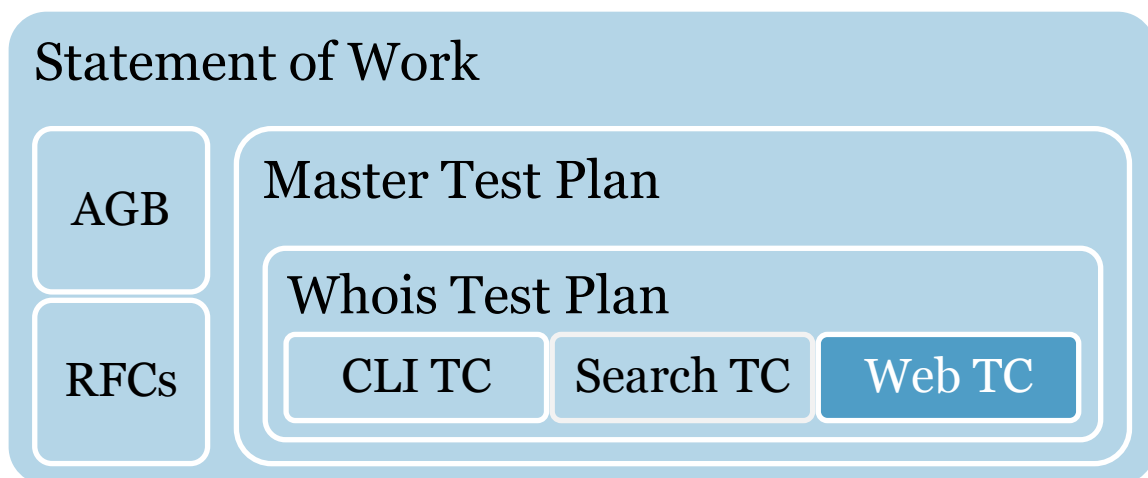 Statement of Work
AGB
RFCs
Master Test Plan
Whois Test Plan
CLI TC
Search TC
Web TC